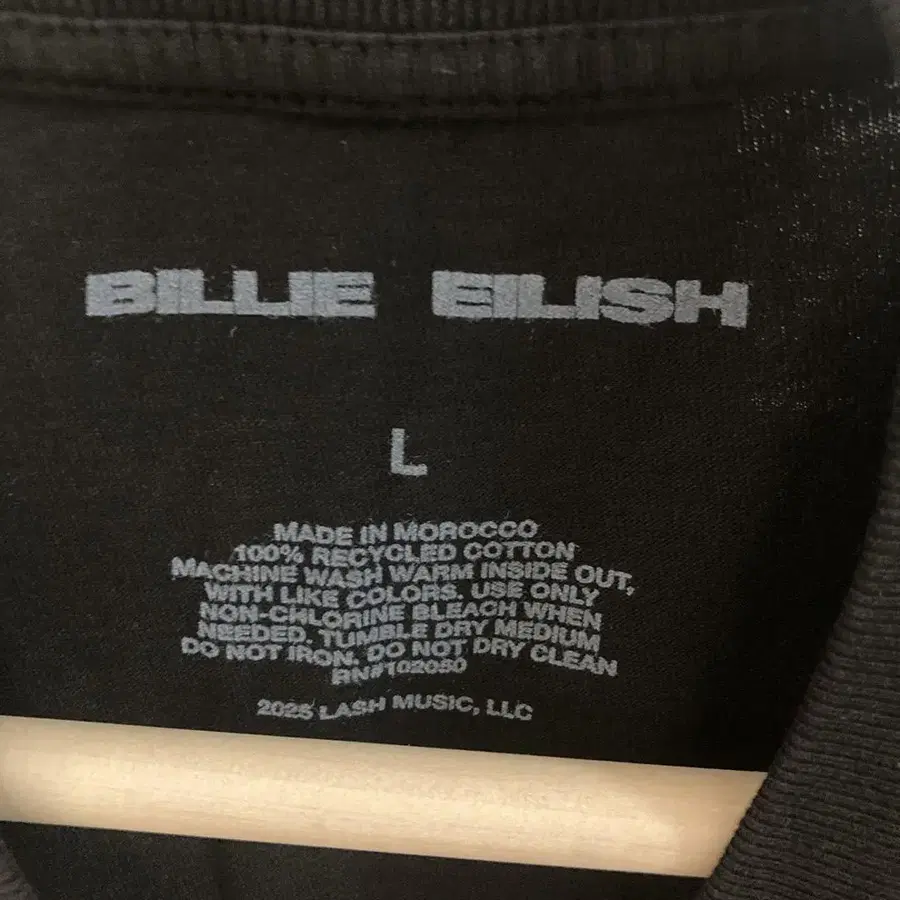 BILLIE EILISH
L
MADE IN MOROCCO
100% RECYCLED COTTON
MACHINE WASH WARM INSIDE OUT,
WITH LIKE COLORS. USE ONLY
NON-CHLORINE BLEACH WHEN
NEEDED. TUMBLE DRY MEDIUM
DO NOT IRON. DO NOT DRY CLEAN
RN#102050
2025 LASH MUSIC, LLC